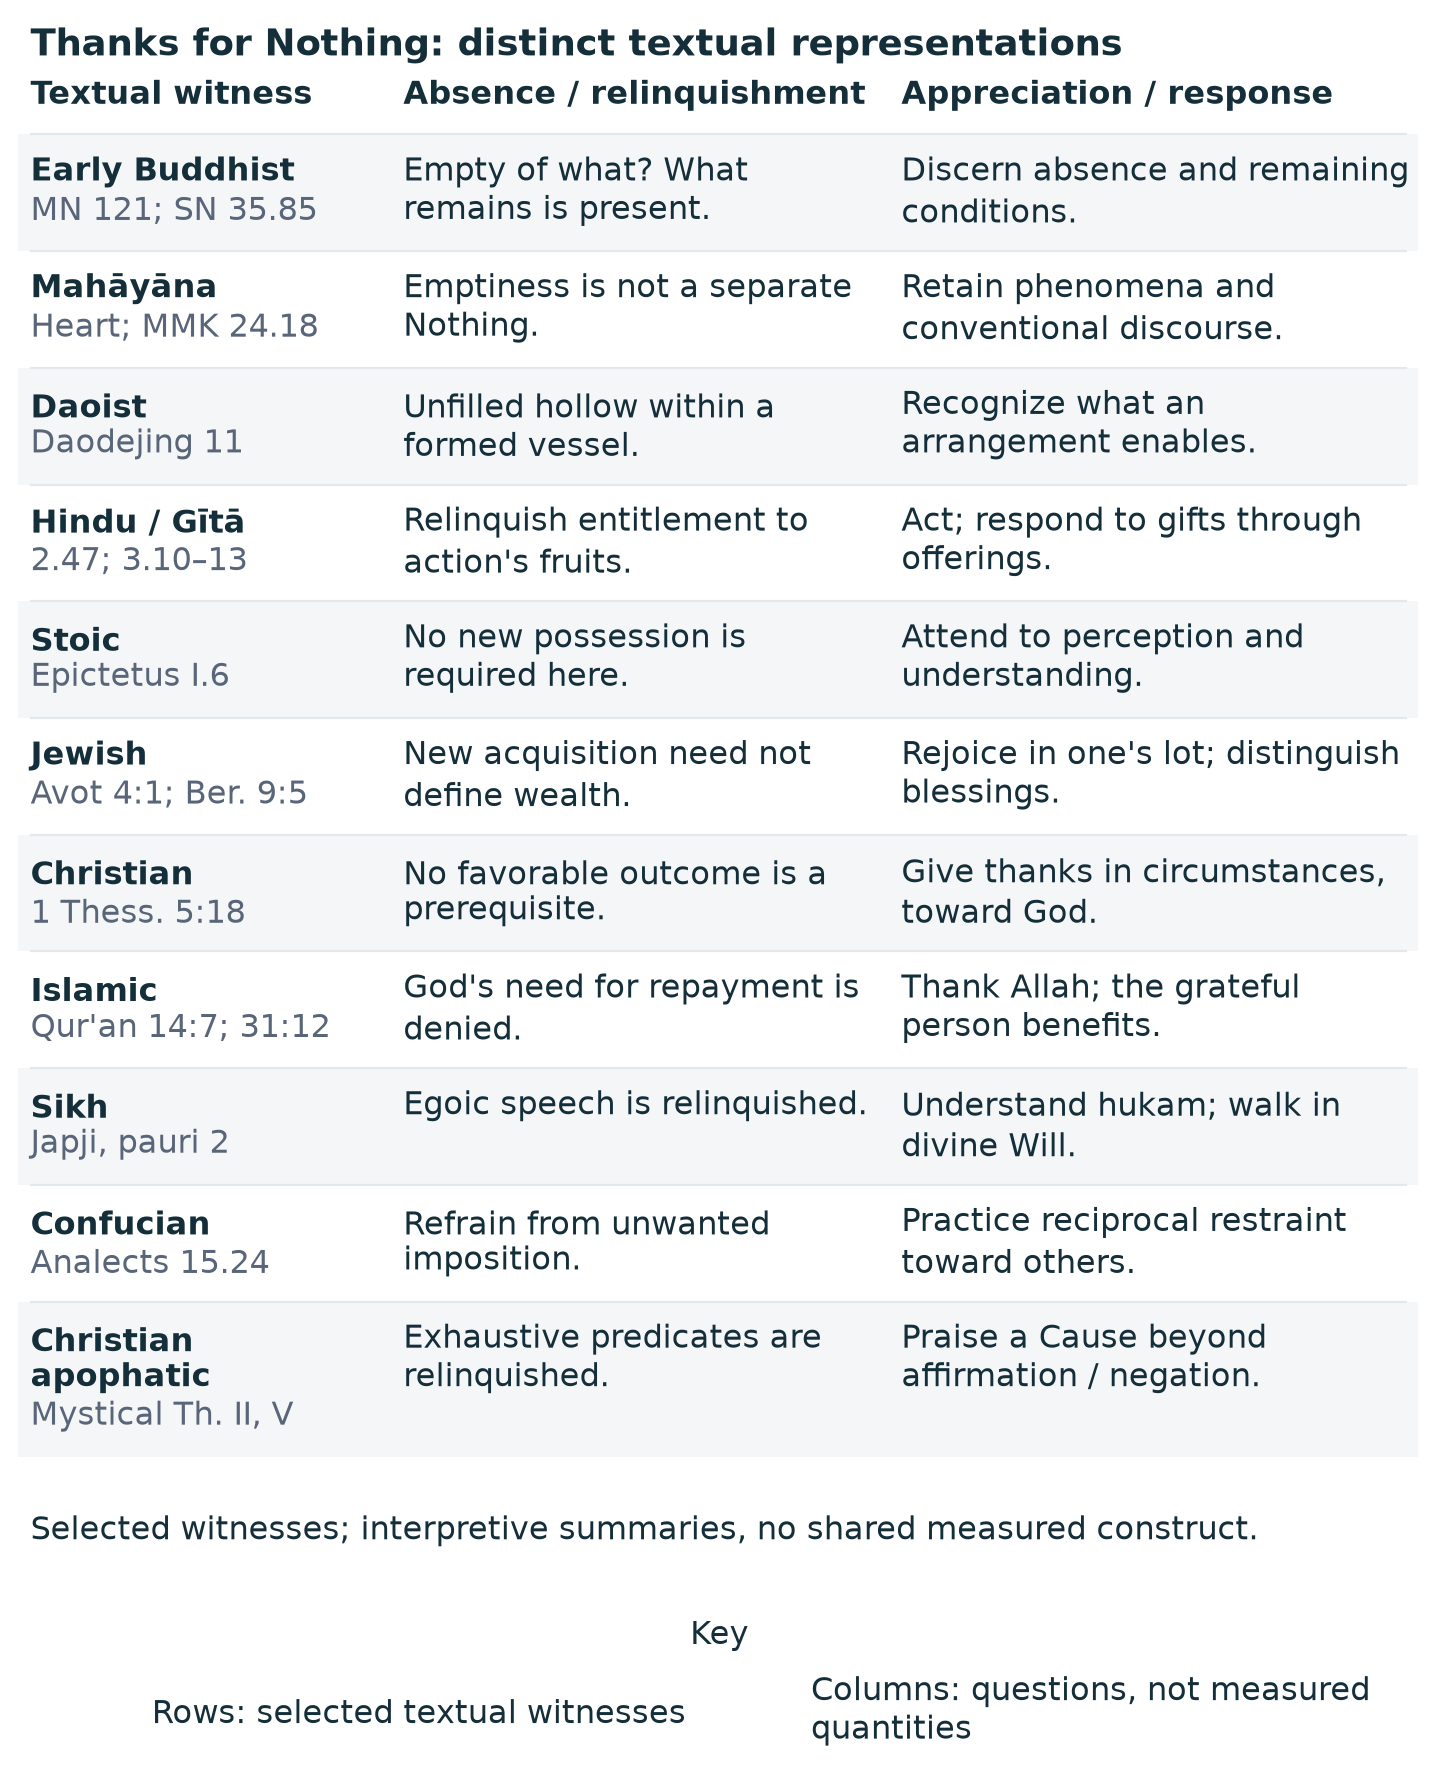 Thanks for Nothing: distinct textual representations
Textual witness
Absence / relinquishment
Appreciation / response
Early Buddhist
MN 121; SN 35.85
Empty of what? What
remains is present.
Discern absence and remaining
conditions.
Mahāyāna
Heart; MMK 24.18
Emptiness is not a separate
Nothing.
Retain phenomena and
conventional discourse.
Daoist
Daodejing 11
Unfilled hollow within a
formed vessel.
Recognize what an
arrangement enables.
Hindu / Gītā
2.47; 3.10–13
Relinquish entitlement to
action's fruits.
Act; respond to gifts through
offerings.
Stoic
Epictetus I.6
No new possession is
required here.
Attend to perception and
understanding.
Jewish
Avot 4:1; Ber. 9:5
New acquisition need not
define wealth.
Rejoice in one's lot; distinguish
blessings.
Christian
1 Thess. 5:18
No favorable outcome is a
prerequisite.
Give thanks in circumstances,
toward God.
Islamic
Qur'an 14:7; 31:12
God's need for repayment is
denied.
Thank Allah; the grateful
person benefits.
Sikh
Japji, pauri 2
Egoic speech is relinquished.
Understand hukam; walk in
divine Will.
Confucian
Analects 15.24
Refrain from unwanted
imposition.
Practice reciprocal restraint
toward others.
Christian
apophatic
Mystical Th. II, V
Exhaustive predicates are
relinquished.
Praise a Cause beyond
affirmation / negation.
Selected witnesses; interpretive summaries, no shared measured construct.
Key
Rows: selected textual witnesses
Columns: questions, not measured
quantities